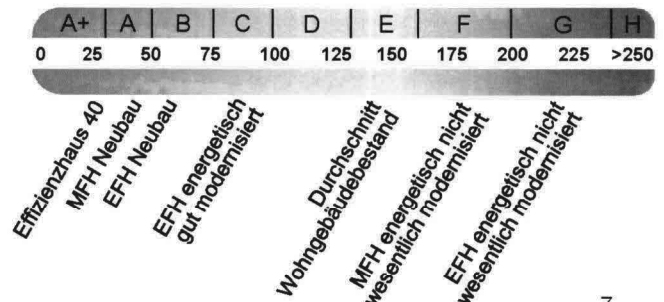 A+ A B C D E F G H
0 25 50 75 100 125 150 175 200 225 >250
Effizienzhaus 40
MFH Neubau
EFH Neubau
EFH energetisch
gut modernisiert
Durchschnitt
Wohngebäudebestand
MFH energetisch nicht
wesentlich modernisiert
EFH energetisch nicht
wesentlich modernisiert
7